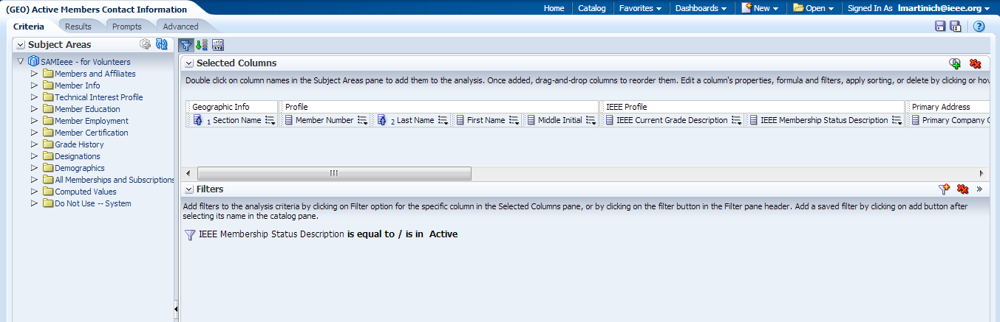 (GEO) Active Members Contact Information
Home Catalog Favorites Dashboards New Open Signed In As lmartinich@ieee.org
Criteria Results Prompts Advanced
Subject Areas
SAMIeee - for Volunteers
Members and Affiliates
Member Info
Technical Interest Profile
Member Education
Member Employment
Member Certification
Grade History
Designations
Demographics
All Memberships and Subscriptions
Computed Values
Do Not Use -- System
Selected Columns
Double click on column names in the Subject Areas pane to add them to the analysis. Once added, drag-and-drop columns to reorder them. Edit a column's properties, formula and filters, apply sorting, or delete by clicking or hov
Geographic Info Profile IEEE Profile Primary Address
1 Section Name Member Number 2 Last Name First Name Middle Initial IEEE Current Grade Description IEEE Membership Status Description Primary Company
Filters
Add filters to the analysis criteria by clicking on Filter option for the specific column in the Selected Columns pane, or by clicking on the filter button in the Filter pane header. Add a saved filter by clicking on add button after
selecting its name in the catalog pane.
IEEE Membership Status Description is equal to / is in Active